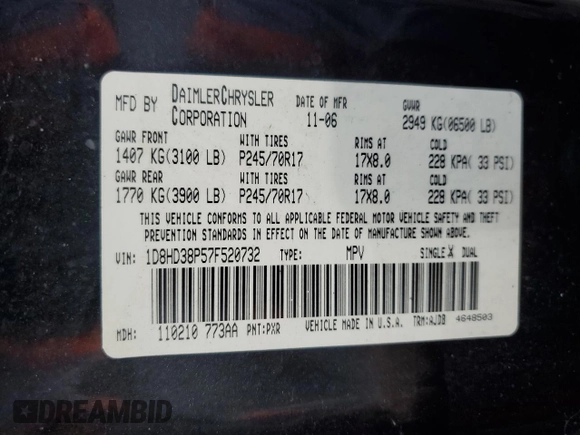 MFD BY DAIMLERCHRYSLER CORPORATION DATE OF MFR 11-06 GVWR 2949 KG(06500 LB)
GAWR FRONT WITH TIRES RIMS AT COLD
1407 KG(3100 LB) P245/70R17 17X8.0 228 KPA( 33 PSI)
GAWR REAR WITH TIRES RIMS AT COLD
1770 KG(3900 LB) P245/70R17 17X8.0 228 KPA( 33 PSI)
THIS VEHICLE CONFORMS TO ALL APPLICABLE FEDERAL MOTOR VEHICLE SAFETY AND THEFT
PREVENTION STANDARDS IN EFFECT ON THE DATE OF MANUFACTURE SHOWN ABOVE.
VIN: 1D8HD38P57F520732 TYPE: MPV SINGLE X DUAL
MDH: 110210 773AA PNT:PXR VEHICLE MADE IN U.S.A. TRM:AJDB 4648503
DREAMBID